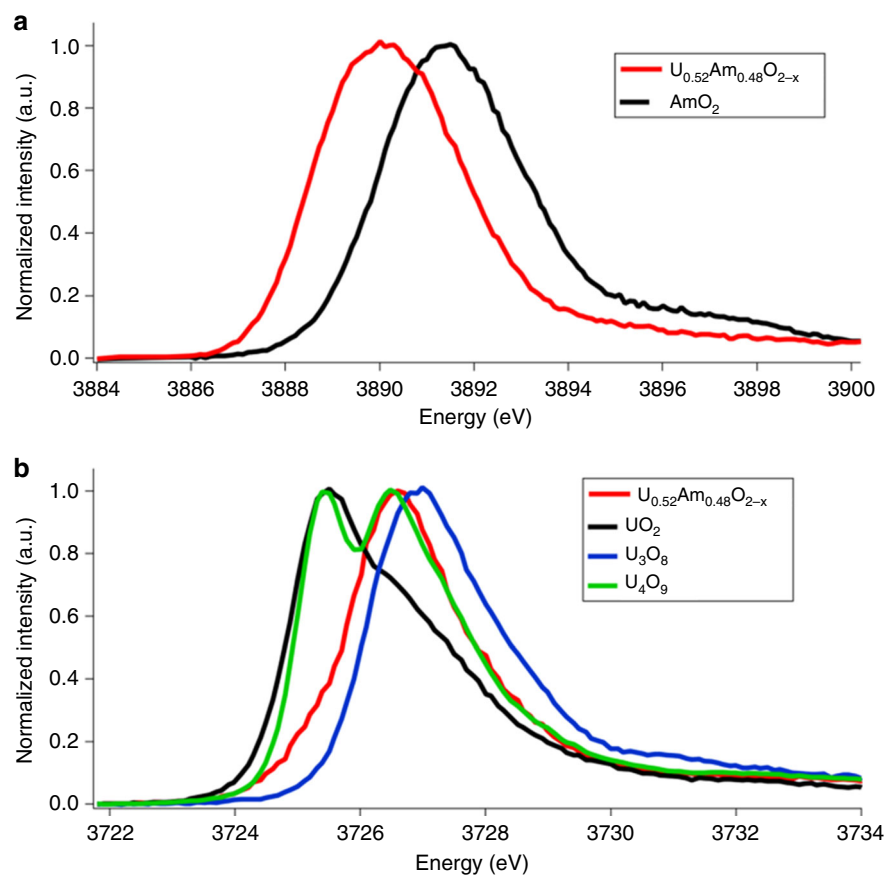 a
Normalized intensity (a.u.)
1.0
0.8
0.6
0.4
0.2
0.0
U0.52Am0.48O2–x
AmO2
3884 3886 3888 3890 3892 3894 3896 3898 3900
Energy (eV)
b
Normalized intensity (a.u.)
1.0
0.8
0.6
0.4
0.2
0.0
U0.52Am0.48O2–x
UO2
U3O8
U4O9
3722 3724 3726 3728 3730 3732 3734
Energy (eV)